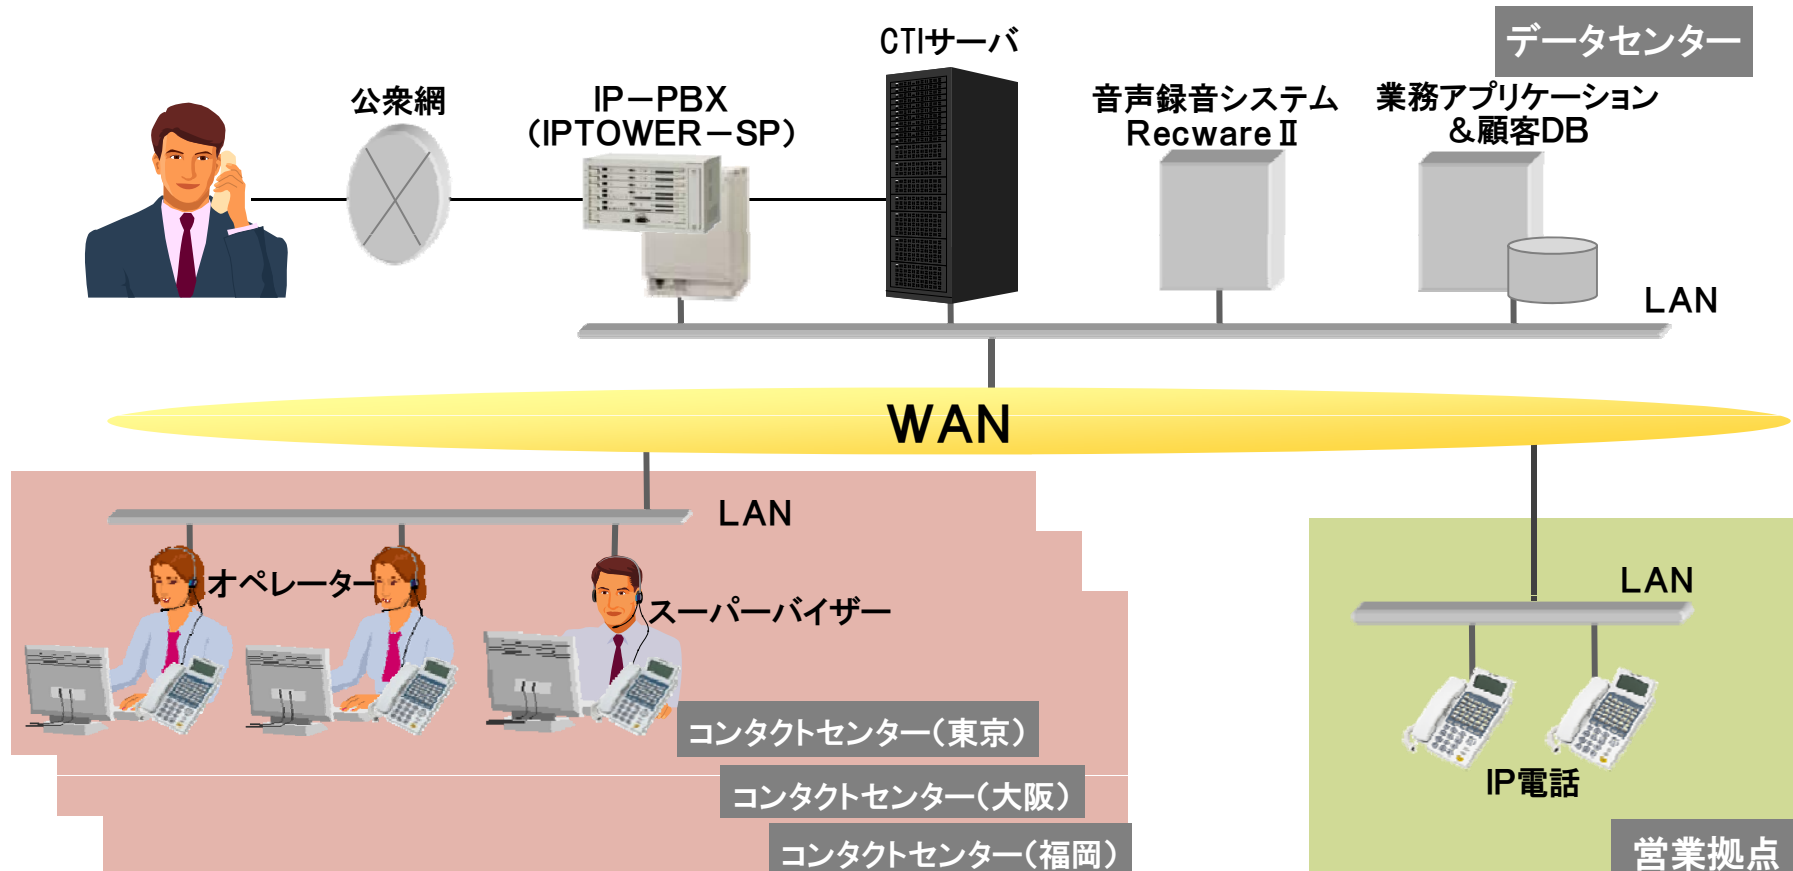 データセンター
CTIサーバ
公衆網
IP－PBX
（IPTOWER－SP）
音声録音システム
RecwareⅡ
業務アプリケーション
＆顧客DB
LAN
WAN
LAN
オペレーター
スーパーバイザー
LAN
コンタクトセンター（東京）
IP電話
コンタクトセンター（大阪）
コンタクトセンター（福岡）
営業拠点